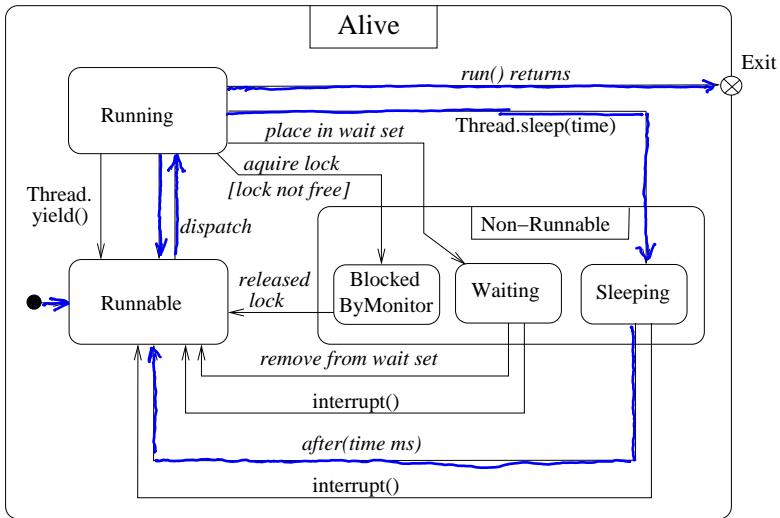 Alive
Exit
run() returns
Running
Thread.sleep(time)
place in wait set
aquire lock
[lock not free]
Thread.
yield()
dispatch
Non−Runnable
released
lock
Runnable
Blocked
ByMonitor
Waiting
Sleeping
remove from wait set
interrupt()
after(time ms)
interrupt()